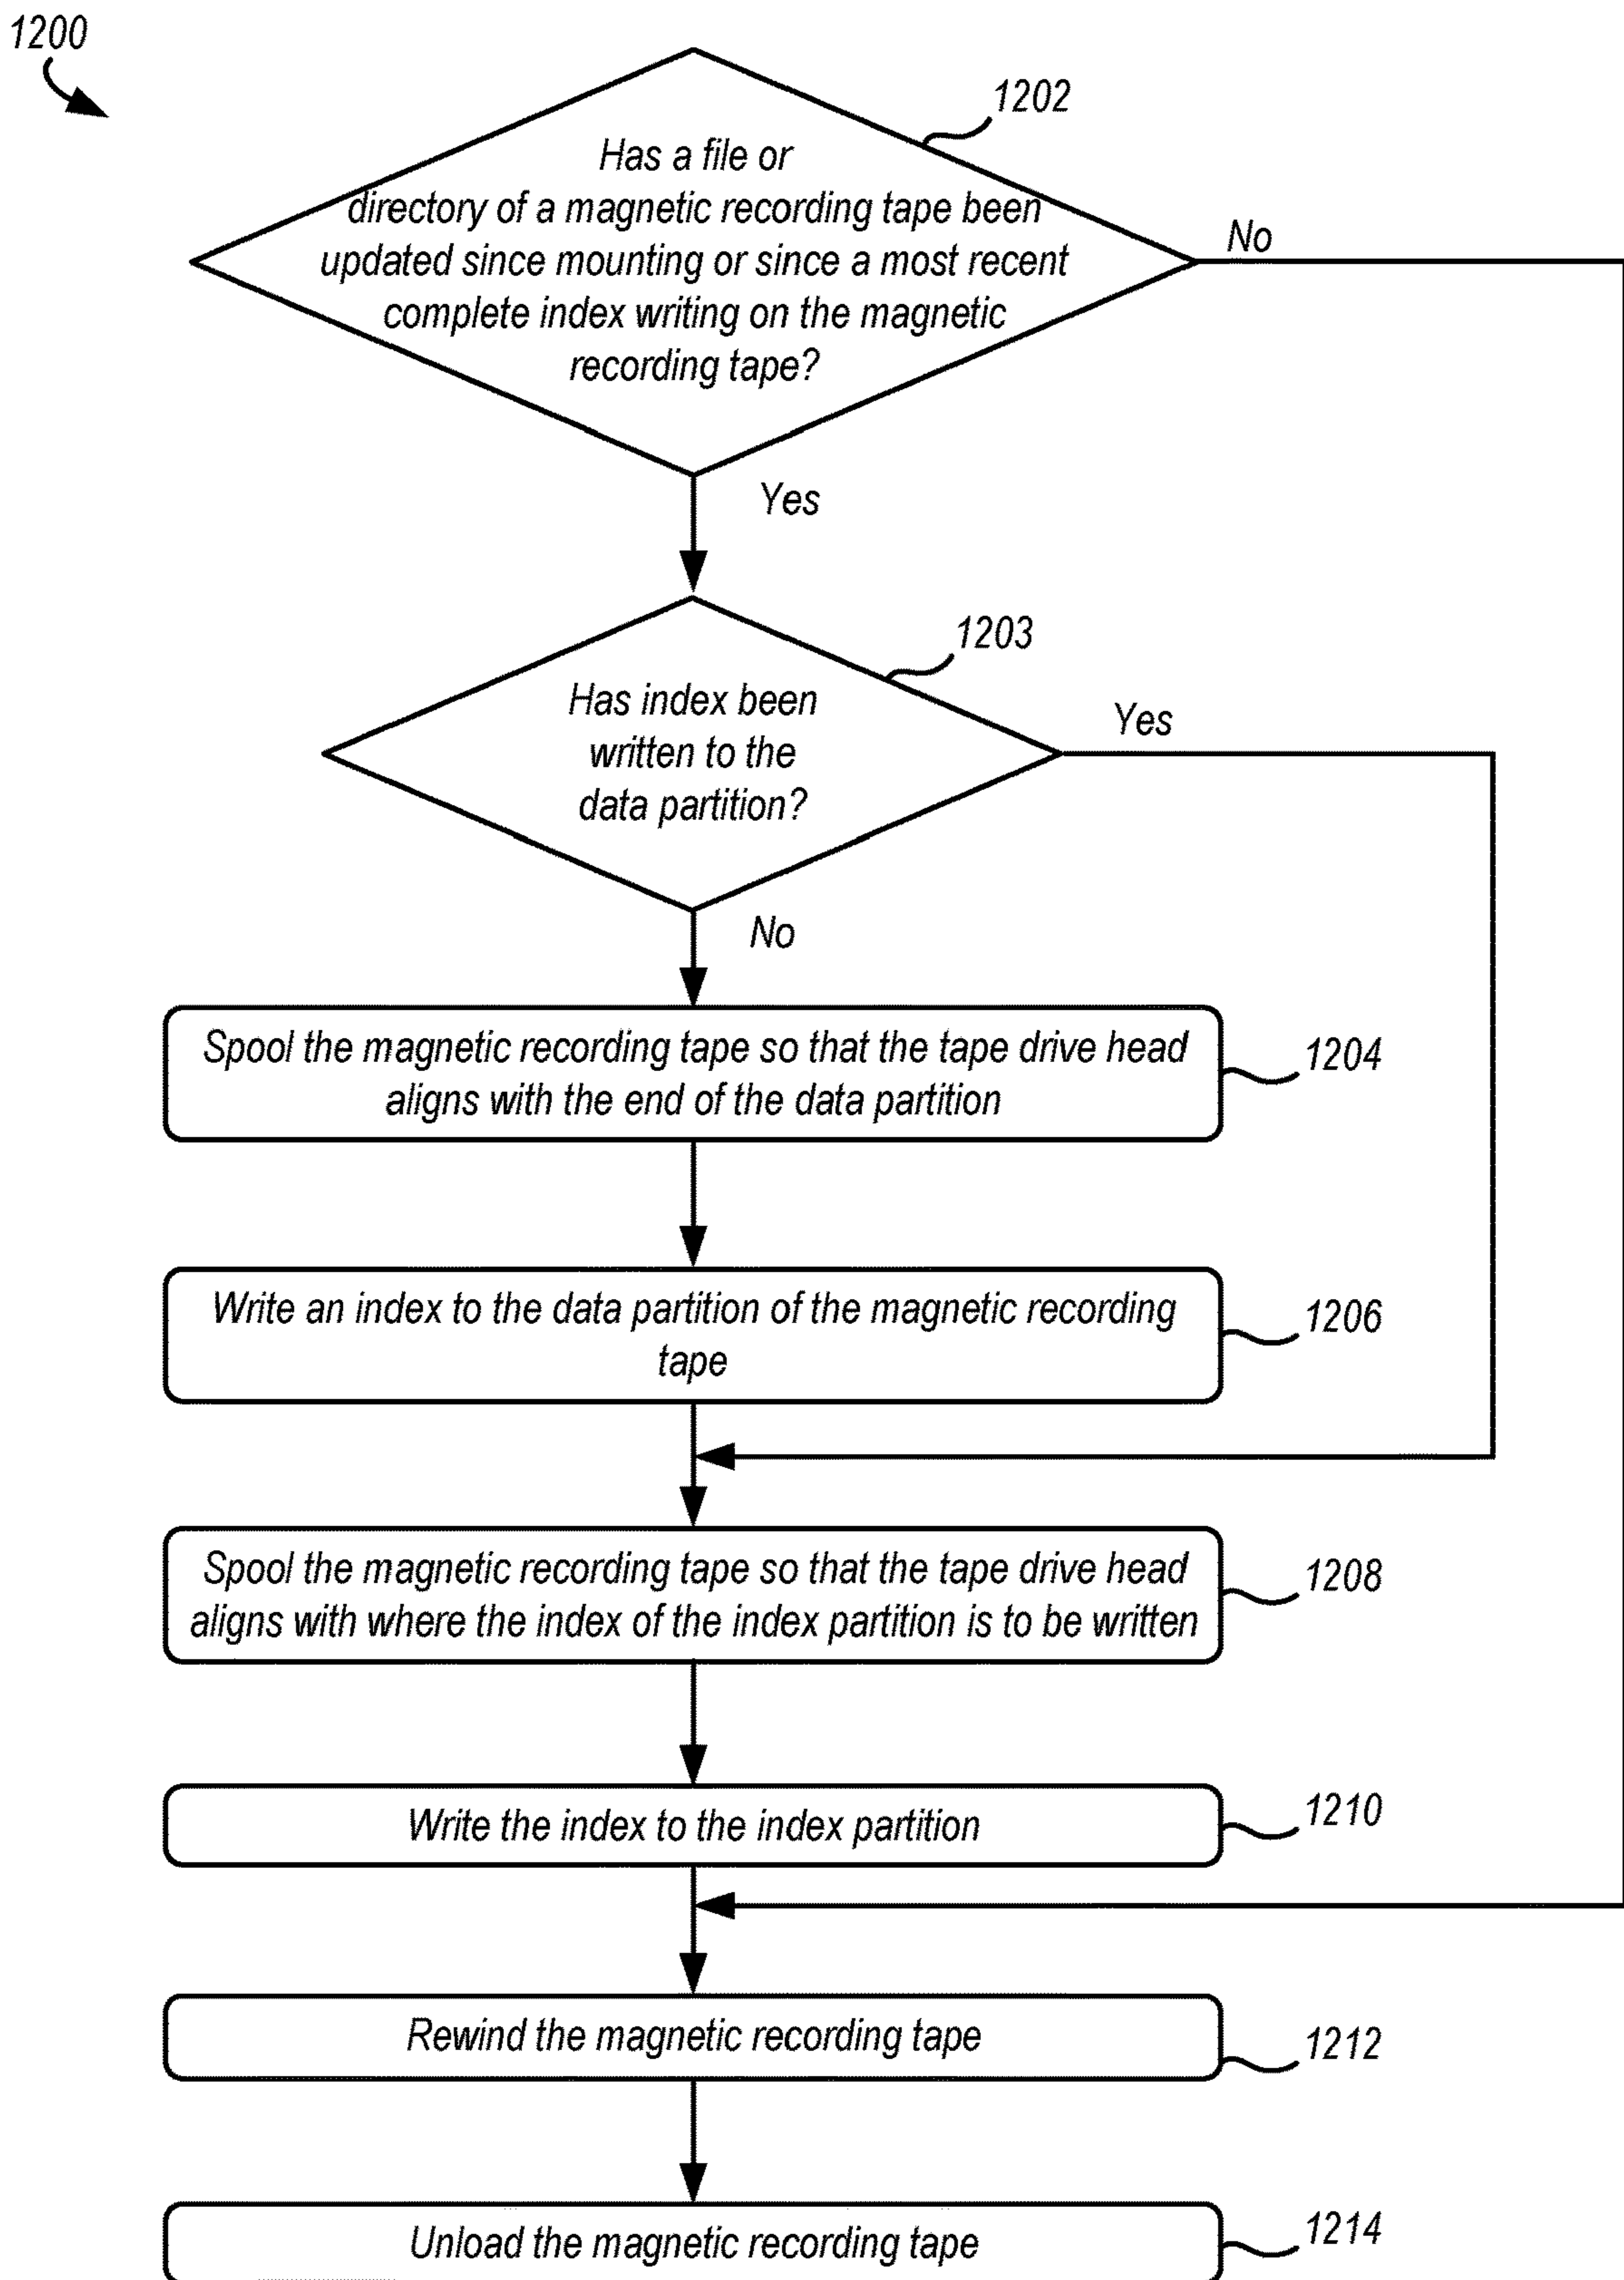 1200
1202
Has a file or
directory of a magnetic recording tape been
updated since mounting or since a most recent
complete index writing on the magnetic
recording tape?
No
Yes
1203
Has index been
written to the
data partition?
Yes
No
Spool the magnetic recording tape so that the tape drive head
aligns with the end of the data partition
1204
Write an index to the data partition of the magnetic recording
tape
1206
Spool the magnetic recording tape so that the tape drive head
aligns with where the index of the index partition is to be written
1208
Write the index to the index partition
1210
Rewind the magnetic recording tape
1212
Unload the magnetic recording tape
1214